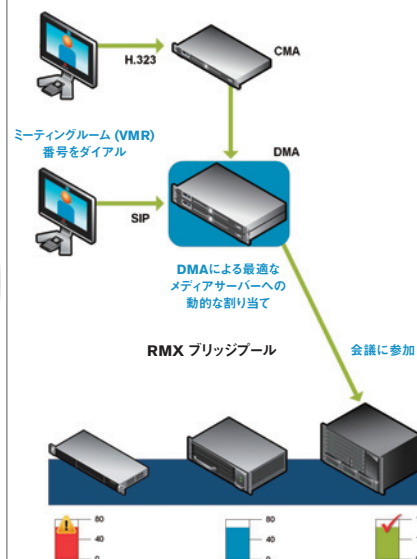 H.323
CMA
ミーティングルーム (VMR)
番号をダイアル
DMA
SIP
DMAによる最適な
メディアサーバーへの
動的な割り当て
RMX ブリッジプール
会議に参加
80
40
0
80
40
0